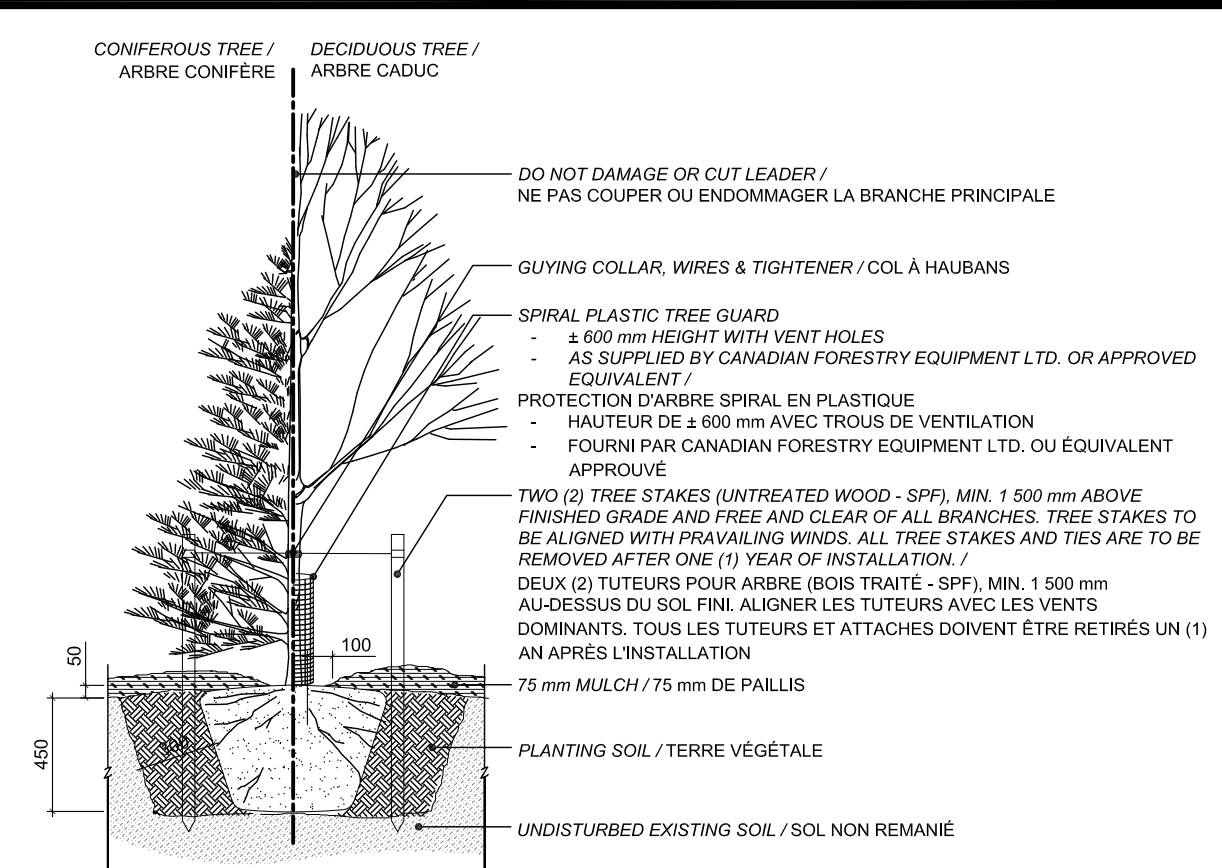 CONIFEROUS TREE /
ARBRE CONIFÈRE
DECIDUOUS TREE /
ARBRE CADUC
DO NOT DAMAGE OR CUT LEADER /
NE PAS COUPER OU ENDOMMAGER LA BRANCHE PRINCIPALE
GUYING COLLAR, WIRES & TIGHTENER / COL À HAUBANS
SPIRAL PLASTIC TREE GUARD
- ± 600 mm HEIGHT WITH VENT HOLES
- AS SUPPLIED BY CANADIAN FORESTRY EQUIPMENT LTD. OR APPROVED
EQUIVALENT /
PROTECTION D'ARBRE SPIRAL EN PLASTIQUE
- HAUTEUR DE ± 600 mm AVEC TROUS DE VENTILATION
- FOURNI PAR CANADIAN FORESTRY EQUIPMENT LTD. OU ÉQUIVALENT
APPROUVÉ
TWO (2) TREE STAKES (UNTREATED WOOD - SPF), MIN. 1 500 mm ABOVE
FINISHED GRADE AND FREE AND CLEAR OF ALL BRANCHES. TREE STAKES TO
BE ALIGNED WITH PRAVAILING WINDS. ALL TREE STAKES AND TIES ARE TO BE
REMOVED AFTER ONE (1) YEAR OF INSTALLATION. /
DEUX (2) TUTEURS POUR ARBRE (BOIS TRAITÉ - SPF), MIN. 1 500 mm
AU-DESSUS DU SOL FINI. ALIGNER LES TUTEURS AVEC LES VENTS
DOMINANTS. TOUS LES TUTEURS ET ATTACHES DOIVENT ÊTRE RETIRÉS UN (1)
AN APRÈS L'INSTALLATION
100
50
75 mm MULCH / 75 mm DE PAILLIS
450
300
PLANTING SOIL / TERRE VÉGÉTALE
UNDISTURBED EXISTING SOIL / SOL NON REMANIÉ